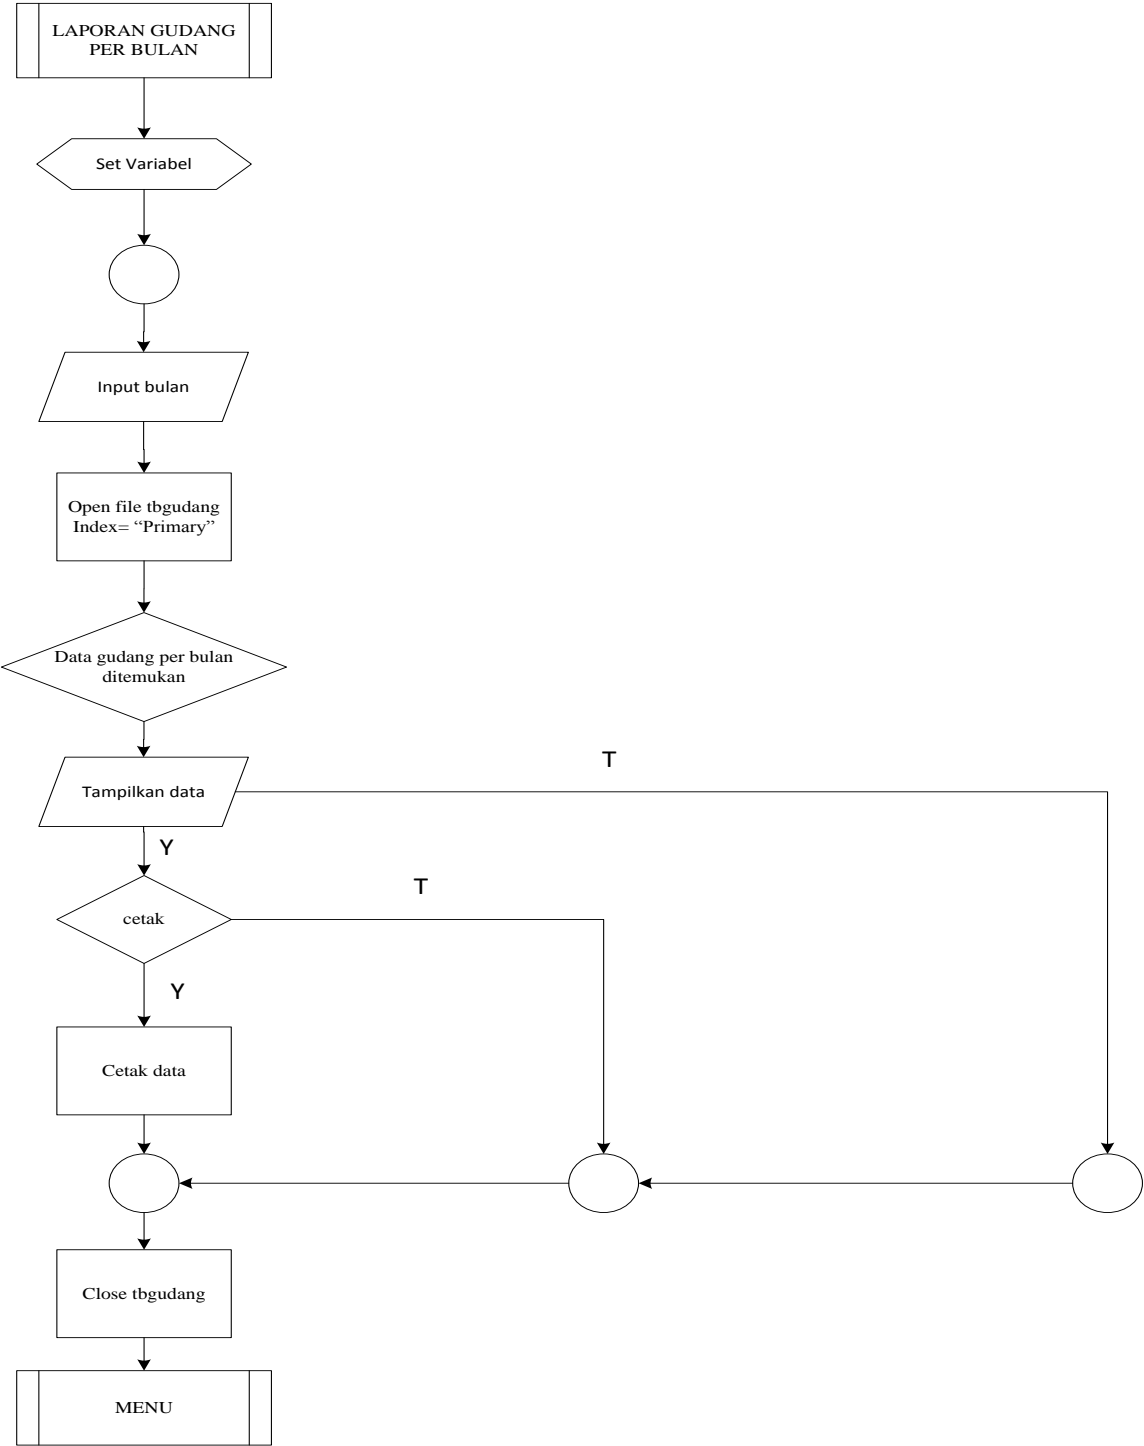 LAPORAN GUDANG
PER BULAN
Set Variabel
Input bulan
Open file tbgudang
Index= “Primary”
Data gudang per bulan
ditemukan
T
Tampilkan data
Y
T
cetak
Y
Cetak data
Close tbgudang
MENU